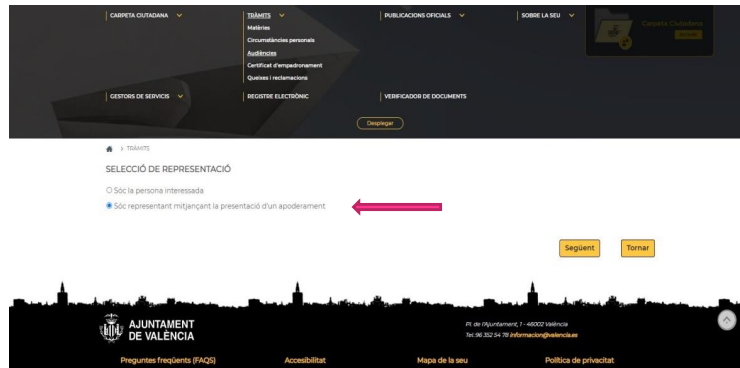 CARPETA CIUTADANA
TRÀMITS
Matèries
Circumstàncies personals
Audiències
Certificat d'empadronament
Queixes i reclamacions
PUBLICACIONS OFICIALS
SOBRE LA SEU
Carpeta Ciutadana
Accedir
GESTORS DE SERVICIS
REGISTRE ELECTRÒNIC
VERIFICADOR DE DOCUMENTS
Desplegar
> TRÀMITS
SELECCIÓ DE REPRESENTACIÓ
Sóc la persona interessada
Sóc representant mitjançant la presentació d'un apoderament
Següent Tornar
AJUNTAMENT
DE VALÈNCIA
Pl. de l'Ajuntament, 1 - 46002 València
Tel. 96 352 54 78 informacion@valencia.es
Preguntes freqüents (FAQS) Accesibilitat Mapa de la seu Política de privacitat